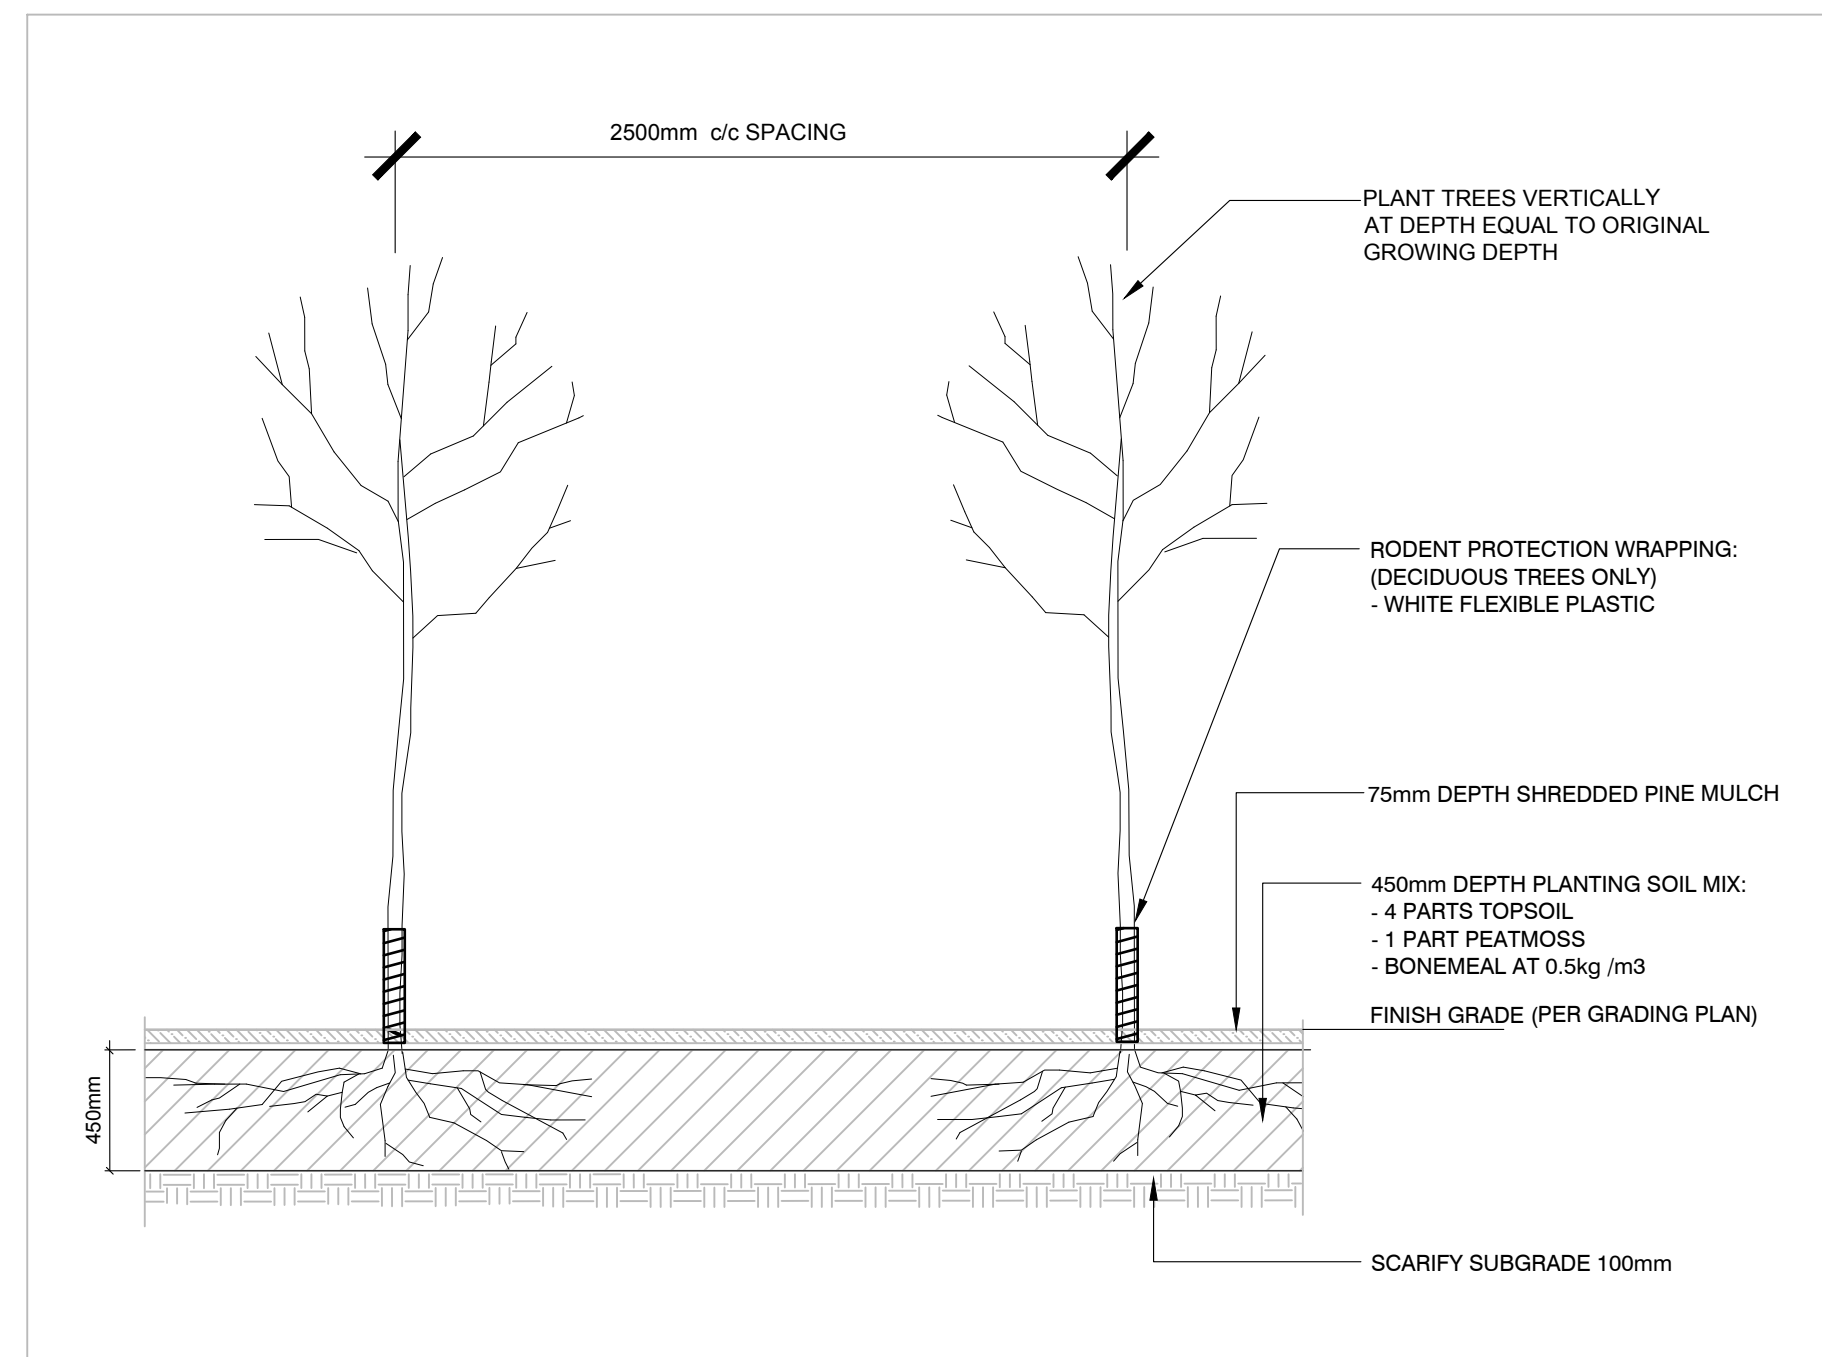 2500mm c/c SPACING
PLANT TREES VERTICALLY
AT DEPTH EQUAL TO ORIGINAL
GROWING DEPTH
RODENT PROTECTION WRAPPING:
(DECIDUOUS TREES ONLY)
- WHITE FLEXIBLE PLASTIC
75mm DEPTH SHREDDED PINE MULCH
450mm DEPTH PLANTING SOIL MIX:
- 4 PARTS TOPSOIL
- 1 PART PEATMOSS
- BONEMEAL AT 0.5kg /m3
FINISH GRADE (PER GRADING PLAN)
450mm
SCARIFY SUBGRADE 100mm